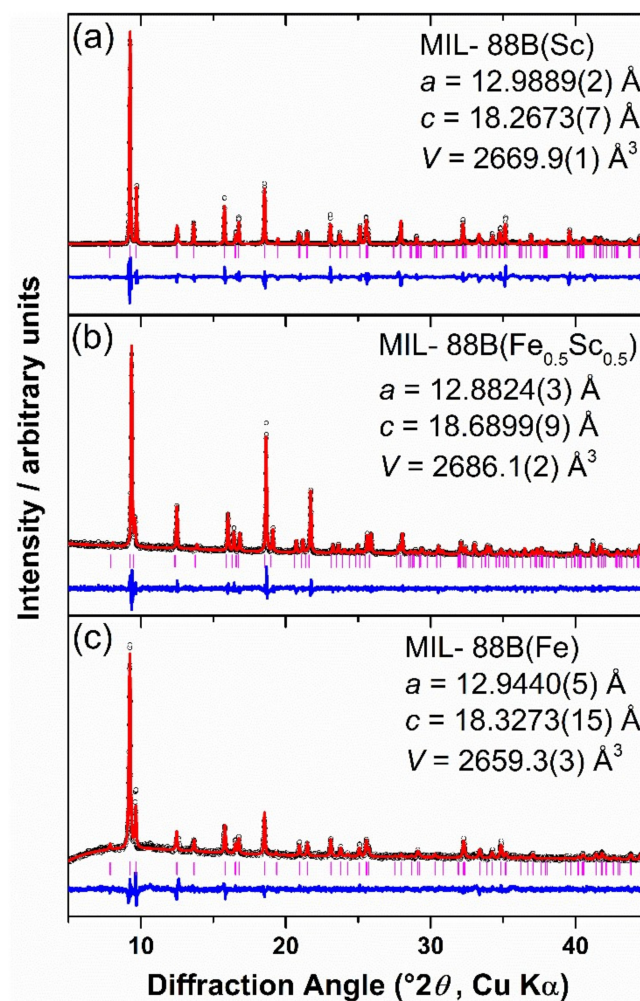 (a)
MIL- 88B(Sc)
a = 12.9889(2) Å
c = 18.2673(7) Å
V = 2669.9(1) Å³
(b)
MIL- 88B(Fe₀.₅Sc₀.₅)
a = 12.8824(3) Å
c = 18.6899(9) Å
V = 2686.1(2) Å³
(c)
MIL- 88B(Fe)
a = 12.9440(5) Å
c = 18.3273(15) Å
V = 2659.3(3) Å³
Intensity / arbitrary units
10 20 30 40
Diffraction Angle (°2θ , Cu Kα)